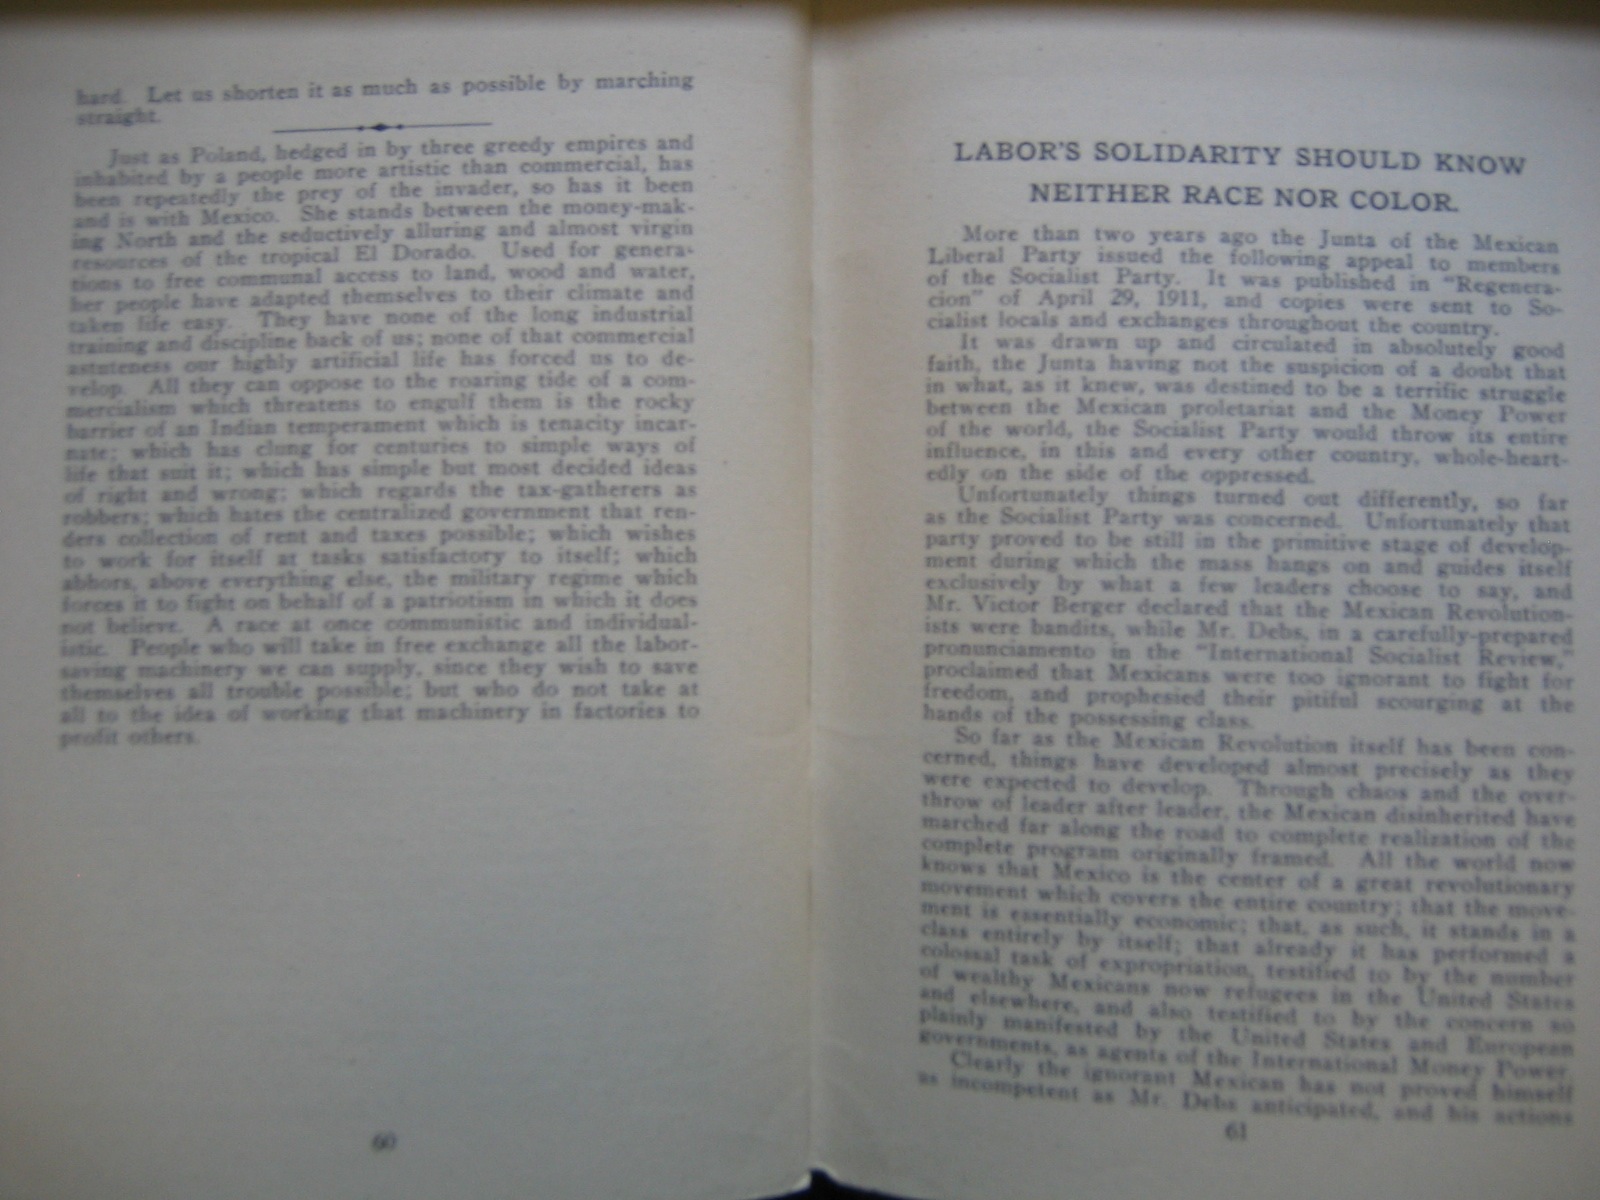 hard. Let us shorten it as much as possible by marching
straight.
Just as Poland, hedged in by three greedy empires and
inhabited by a people more artistic than commercial, has
been repeatedly the prey of the invader, so has it been
and is with Mexico. She stands between the money-mak-
ing North and the seductively alluring and almost virgin
resources of the tropical El Dorado. Used for genera-
tions to free communal access to land, wood and water,
her people have adapted themselves to their climate and
taken life easy. They have none of the long industrial
training and discipline back of us; none of that commercial
astuteness our highly artificial life has forced us to de-
velop. All they can oppose to the roaring tide of a com-
mercialism which threatens to engulf them is the rocky
barrier of an Indian temperament which is tenacity incar-
nate; which has clung for centuries to simple ways of
life that suit it; which has simple but most decided ideas
of right and wrong; which regards the tax-gatherers as
robbers; which hates the centralized government that ren-
ders collection of rent and taxes possible; which wishes
to work for itself at tasks satisfactory to itself; which
abhors, above everything else, the military regime which
forces it to fight on behalf of a patriotism in which it does
not believe. A race at once communistic and individual-
istic. People who will take in free exchange all the labor-
saving machinery we can supply, since they wish to save
themselves all trouble possible; but who do not take at
all to the idea of working that machinery in factories to
profit others.
60
LABOR'S SOLIDARITY SHOULD KNOW
NEITHER RACE NOR COLOR.
More than two years ago the Junta of the Mexican
Liberal Party issued the following appeal to members
of the Socialist Party. It was published in "Regenera-
cion" of April 29, 1911, and copies were sent to So-
cialist locals and exchanges throughout the country.
It was drawn up and circulated in absolutely good
faith, the Junta having not the suspicion of a doubt that
in what, as it knew, was destined to be a terrific struggle
between the Mexican proletariat and the Money Power
of the world, the Socialist Party would throw its entire
influence, in this and every other country, whole-heart-
edly on the side of the oppressed.
Unfortunately things turned out differently, so far
as the Socialist Party was concerned. Unfortunately that
party proved to be still in the primitive stage of develop-
ment during which the mass hangs on and guides itself
exclusively by what a few leaders choose to say, and
Mr. Victor Berger declared that the Mexican Revolution-
ists were bandits, while Mr. Debs, in a carefully-prepared
pronunciamento in the "International Socialist Review,"
proclaimed that Mexicans were too ignorant to fight for
freedom, and prophesied their pitiful scourging at the
hands of the possessing class.
So far as the Mexican Revolution itself has been con-
cerned, things have developed almost precisely as they
were expected to develop. Through chaos and the over-
throw of leader after leader, the Mexican disinherited have
marched far along the road to complete realization of the
complete program originally framed. All the world now
knows that Mexico is the center of a great revolutionary
movement which covers the entire country; that the move-
ment is essentially economic; that, as such, it stands in a
class entirely by itself; that already it has performed a
colossal task of expropriation, testified to by the number
of wealthy Mexicans now refugees in the United States
and elsewhere, and also testified to by the concern so
plainly manifested by the United States and European
governments, as agents of the International Money Power.
Clearly the ignorant Mexican has not proved himself
as incompetent as Mr. Debs anticipated, and his actions
61